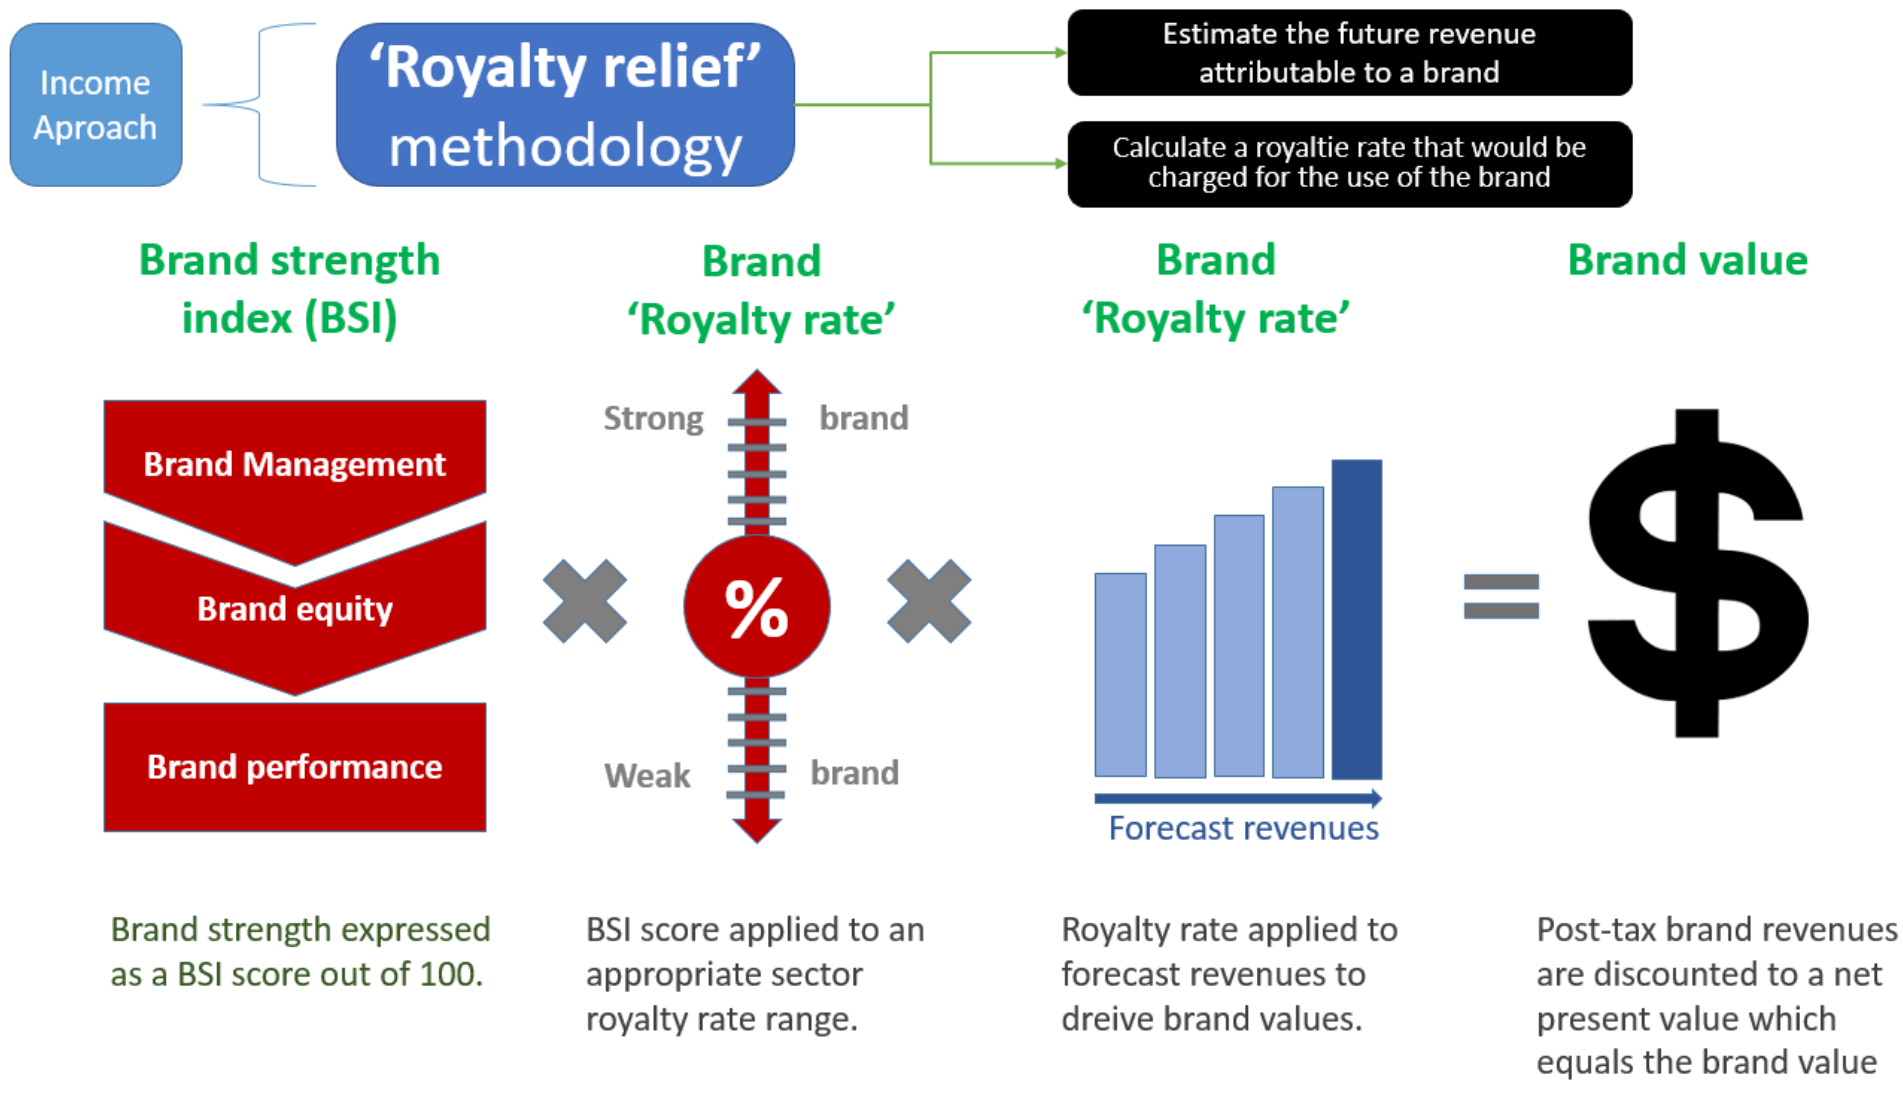 Income
Aproach
‘Royalty relief’
methodology
Estimate the future revenue
attributable to a brand
Calculate a royaltie rate that would be
charged for the use of the brand
Brand strength
index (BSI)
Brand Management
Brand equity
Brand performance
Brand strength expressed
as a BSI score out of 100.
Brand
‘Royalty rate’
Strong brand
%
Weak brand
BSI score applied to an
appropriate sector
royalty rate range.
Brand
‘Royalty rate’
Forecast revenues
Royalty rate applied to
forecast revenues to
dreive brand values.
=
Brand value
$
Post-tax brand revenues
are discounted to a net
present value which
equals the brand value